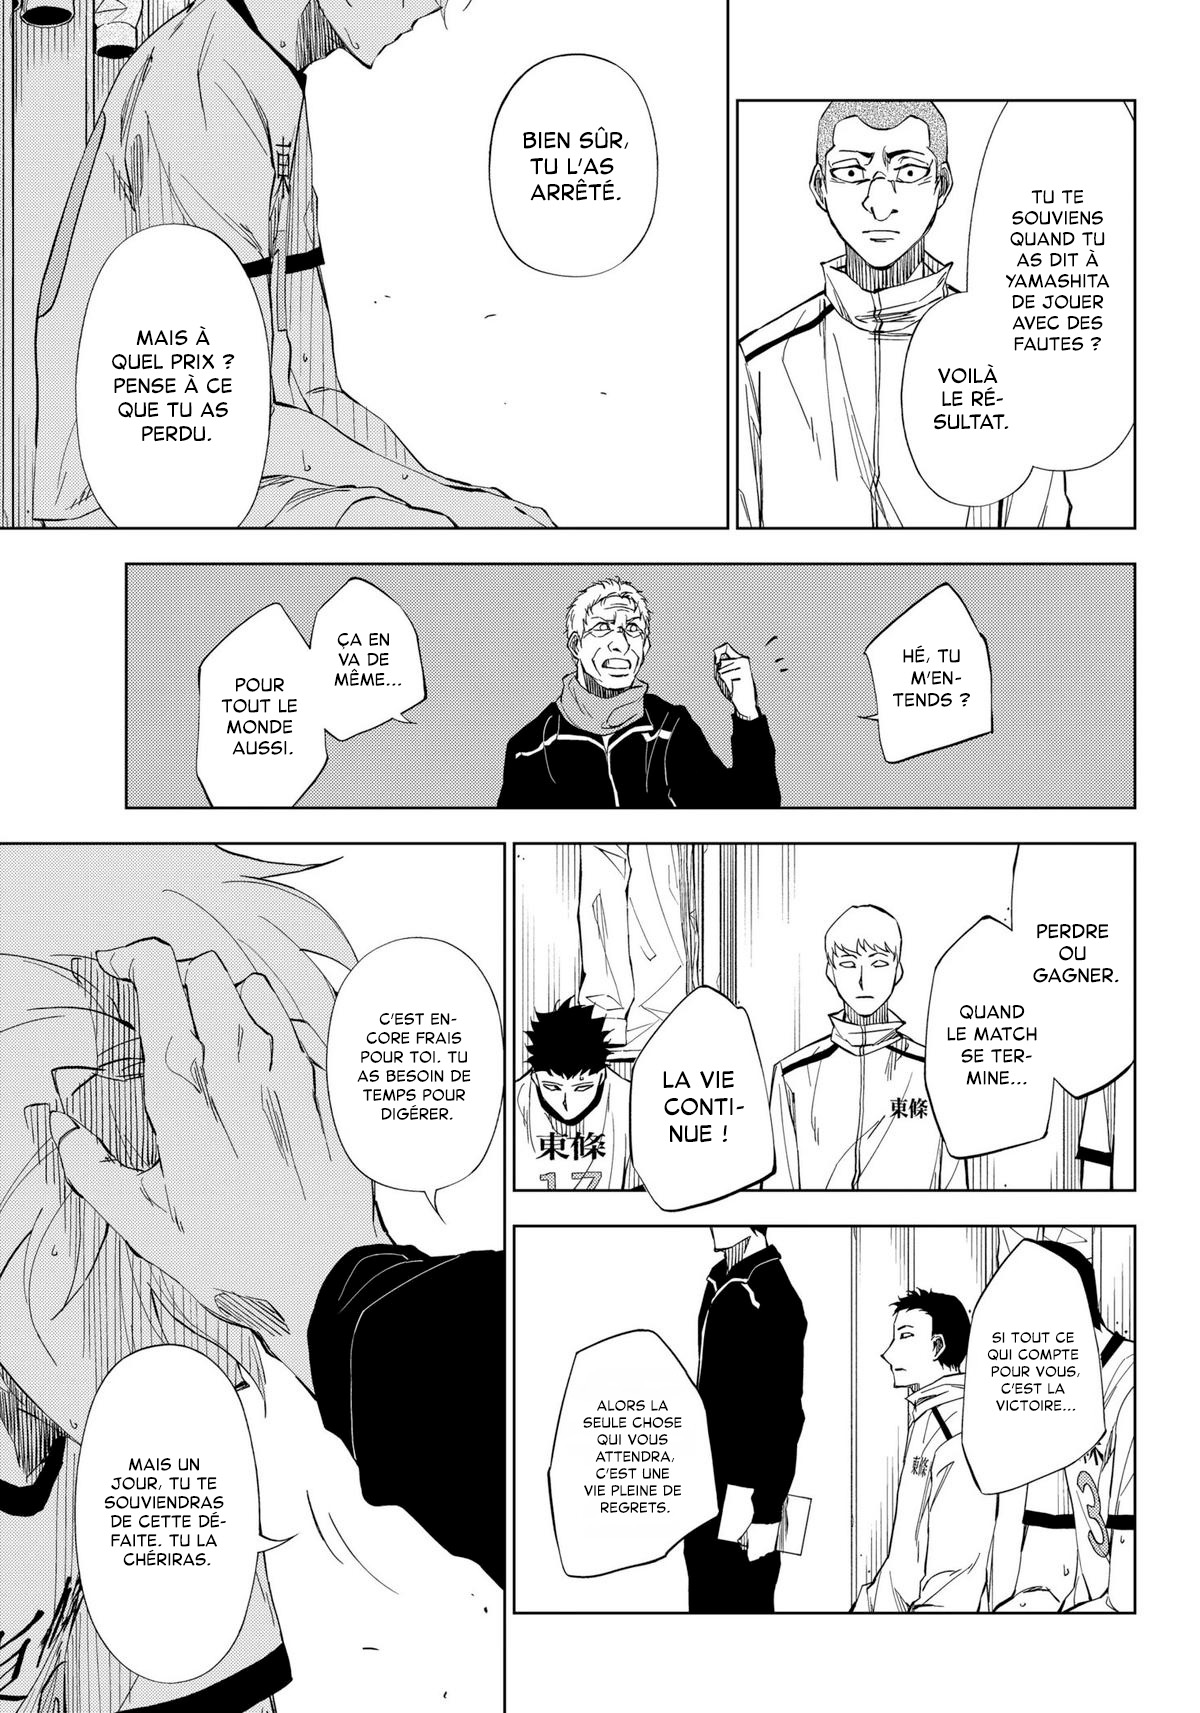 TU TE
SOUVIENS
QUAND TU
AS DIT À
YAMASHITA
DE JOUER
AVEC DES
FAUTES ?
VOILÀ
LE RÉ-
SULTAT.
BIEN SÛR,
TU L'AS
ARRÊTÉ.
MAIS À
QUEL PRIX ?
PENSE À CE
QUE TU AS
PERDU.
HÉ, TU
M'EN-
TENDS ?
ÇA EN
VA DE
MÊME...
POUR
TOUT LE
MONDE
AUSSI.
PERDRE
OU
GAGNER.
QUAND
LE MATCH
SE TER-
MINE...
LA VIE
CONTI-
NUE !
東條
東條
17
SI TOUT CE
QUI COMPTE
POUR VOUS,
C'EST LA
VICTOIRE...
ALORS LA
SEULE CHOSE
QUI VOUS
ATTENDRA,
C'EST UNE
VIE PLEINE DE
REGRETS.
東條
3
C'EST EN-
CORE FRAIS
POUR TOI. TU
AS BESOIN DE
TEMPS POUR
DIGÉRER.
MAIS UN
JOUR, TU TE
SOUVIENDRAS
DE CETTE DÉ-
FAITE. TU LA
CHÉRIRAS.